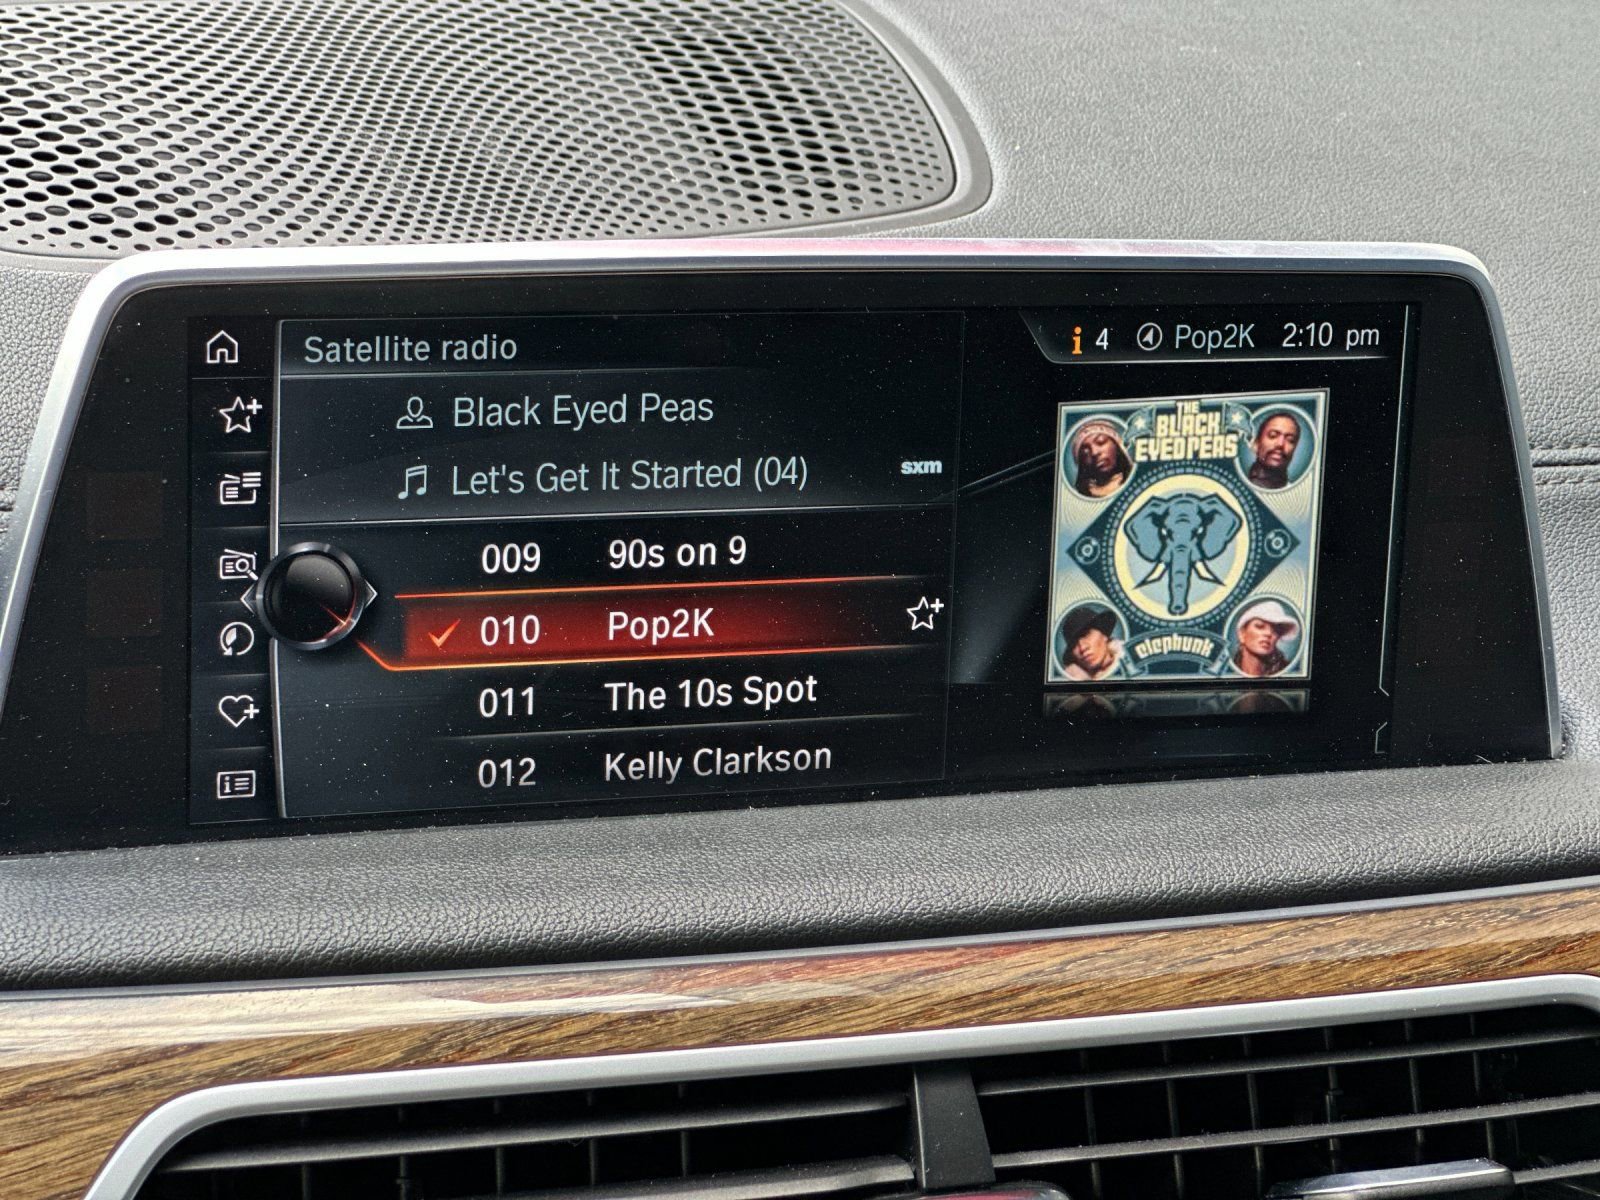 Satellite radio
i 4 Pop2K 2:10 pm
Black Eyed Peas
Let's Get It Started (04)
sxm
009 90s on 9
010 Pop2K
011 The 10s Spot
012 Kelly Clarkson
THE
BLACK
EYED PEAS
elephunk